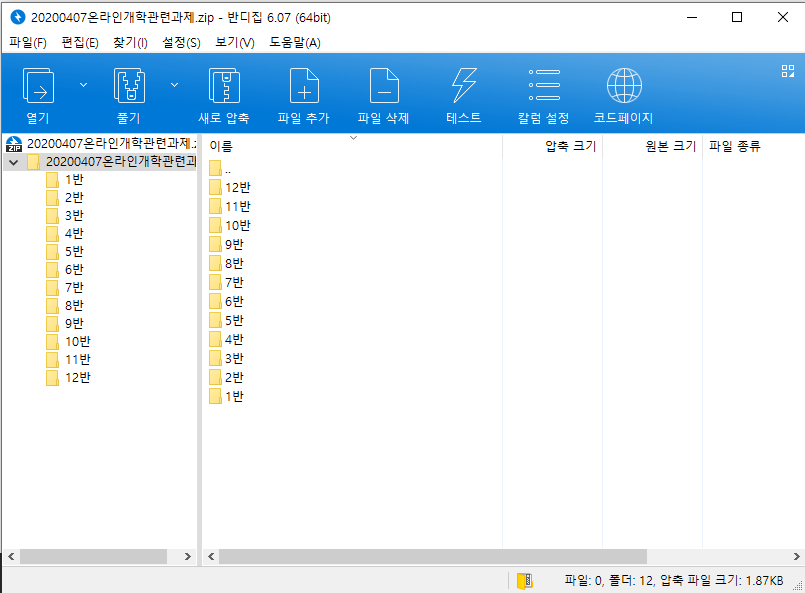 20200407온라인개학관련과제.zip - 반디집 6.07 (64bit)
파일(F) 편집(E) 찾기(I) 설정(S) 보기(V) 도움말(A)
열기 풀기 새로 압축 파일 추가 파일 삭제 테스트 칼럼 설정 코드페이지
ZIP 20200407온라인개학관련과제.z
20200407온라인개학관련과
1반
2반
3반
4반
5반
6반
7반
8반
9반
10반
11반
12반
이름 압축 크기 원본 크기 파일 종류
..
12반
11반
10반
9반
8반
7반
6반
5반
4반
3반
2반
1반
파일: 0, 폴더: 12, 압축 파일 크기: 1.87KB